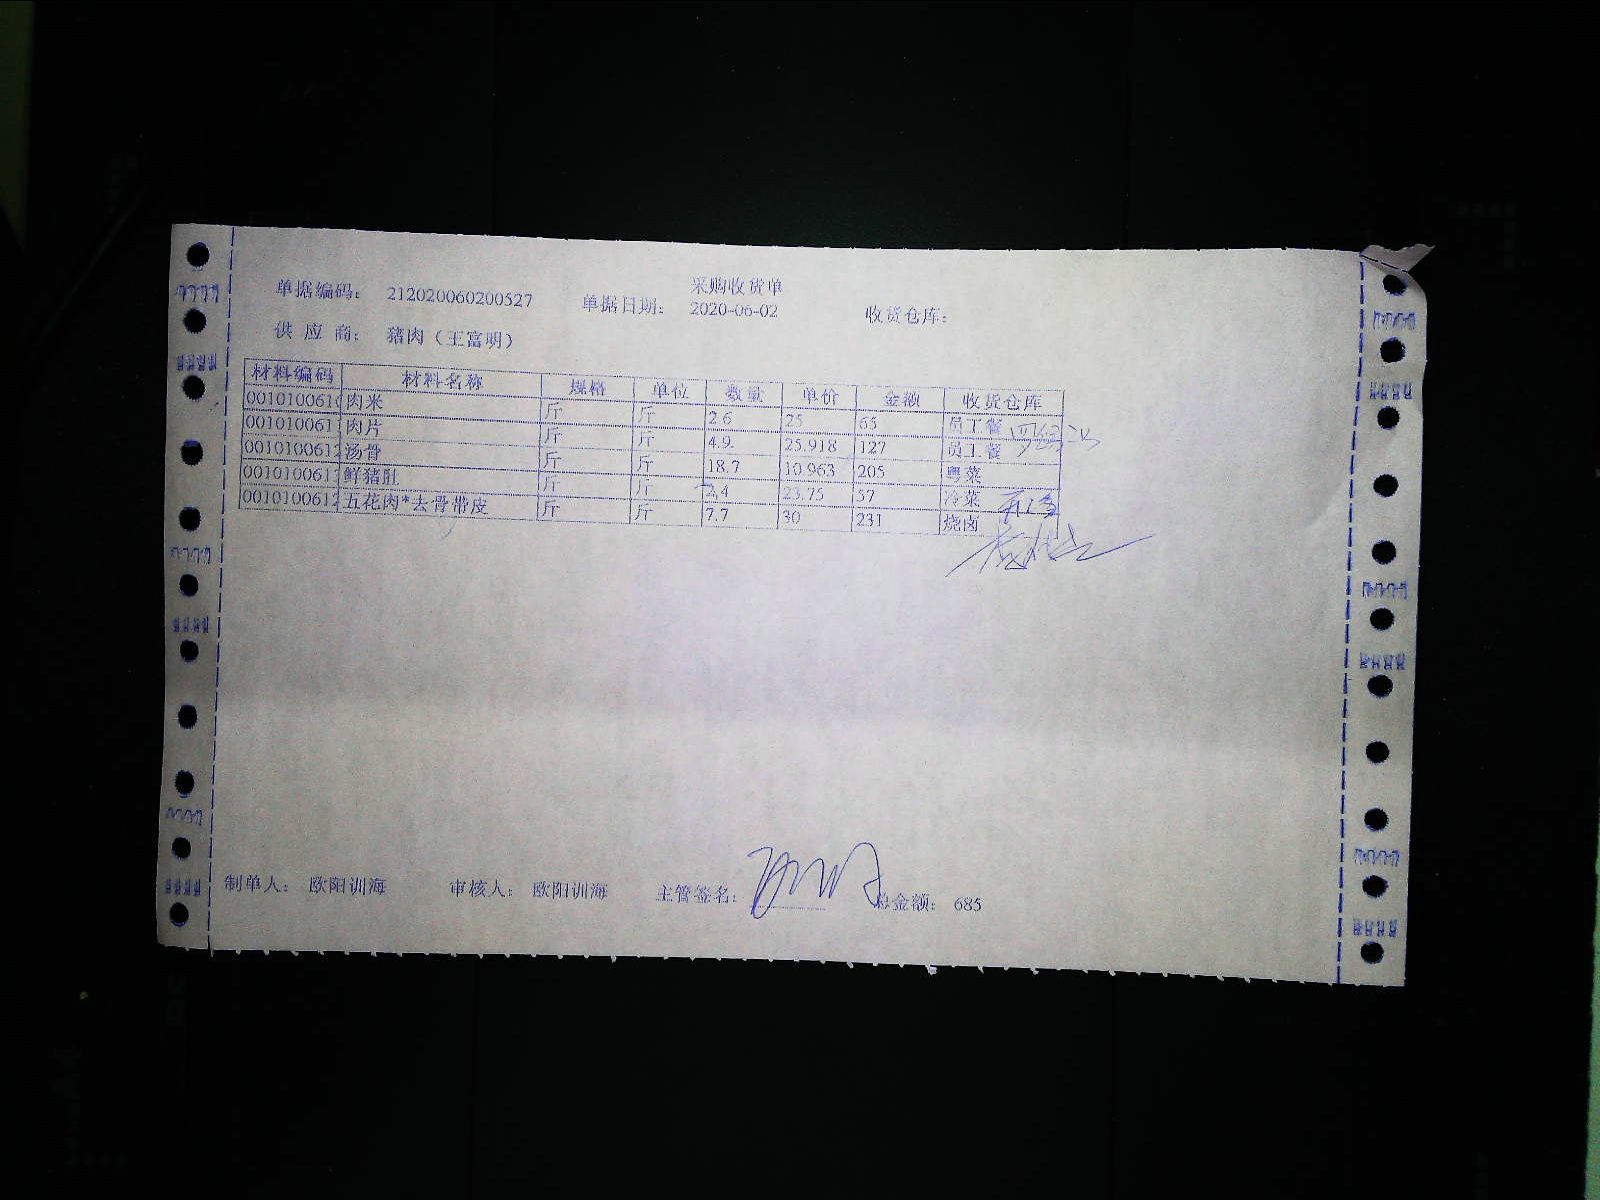 采购收货单
单据编码： 212020060200527 单据日期： 2020-06-02 收货仓库：
供 应 商： 猪肉（王富明）
材料编码 材料名称 规格 单位 数量 单价 金额 收货仓库
001010061 肉米 斤 斤 2.6 25 65 员工餐
001010061 肉片 斤 斤 4.9 25.918 127 员工餐
001010061 汤骨 斤 斤 18.7 10.963 205 粤菜
001010061 鲜猪肚 斤 斤 2.4 23.75 57 冷菜
001010061 五花肉*去骨带皮 斤 斤 7.7 30 231 烧卤
制单人： 欧阳训海 审核人： 欧阳训海 主管签名： 总金额： 685